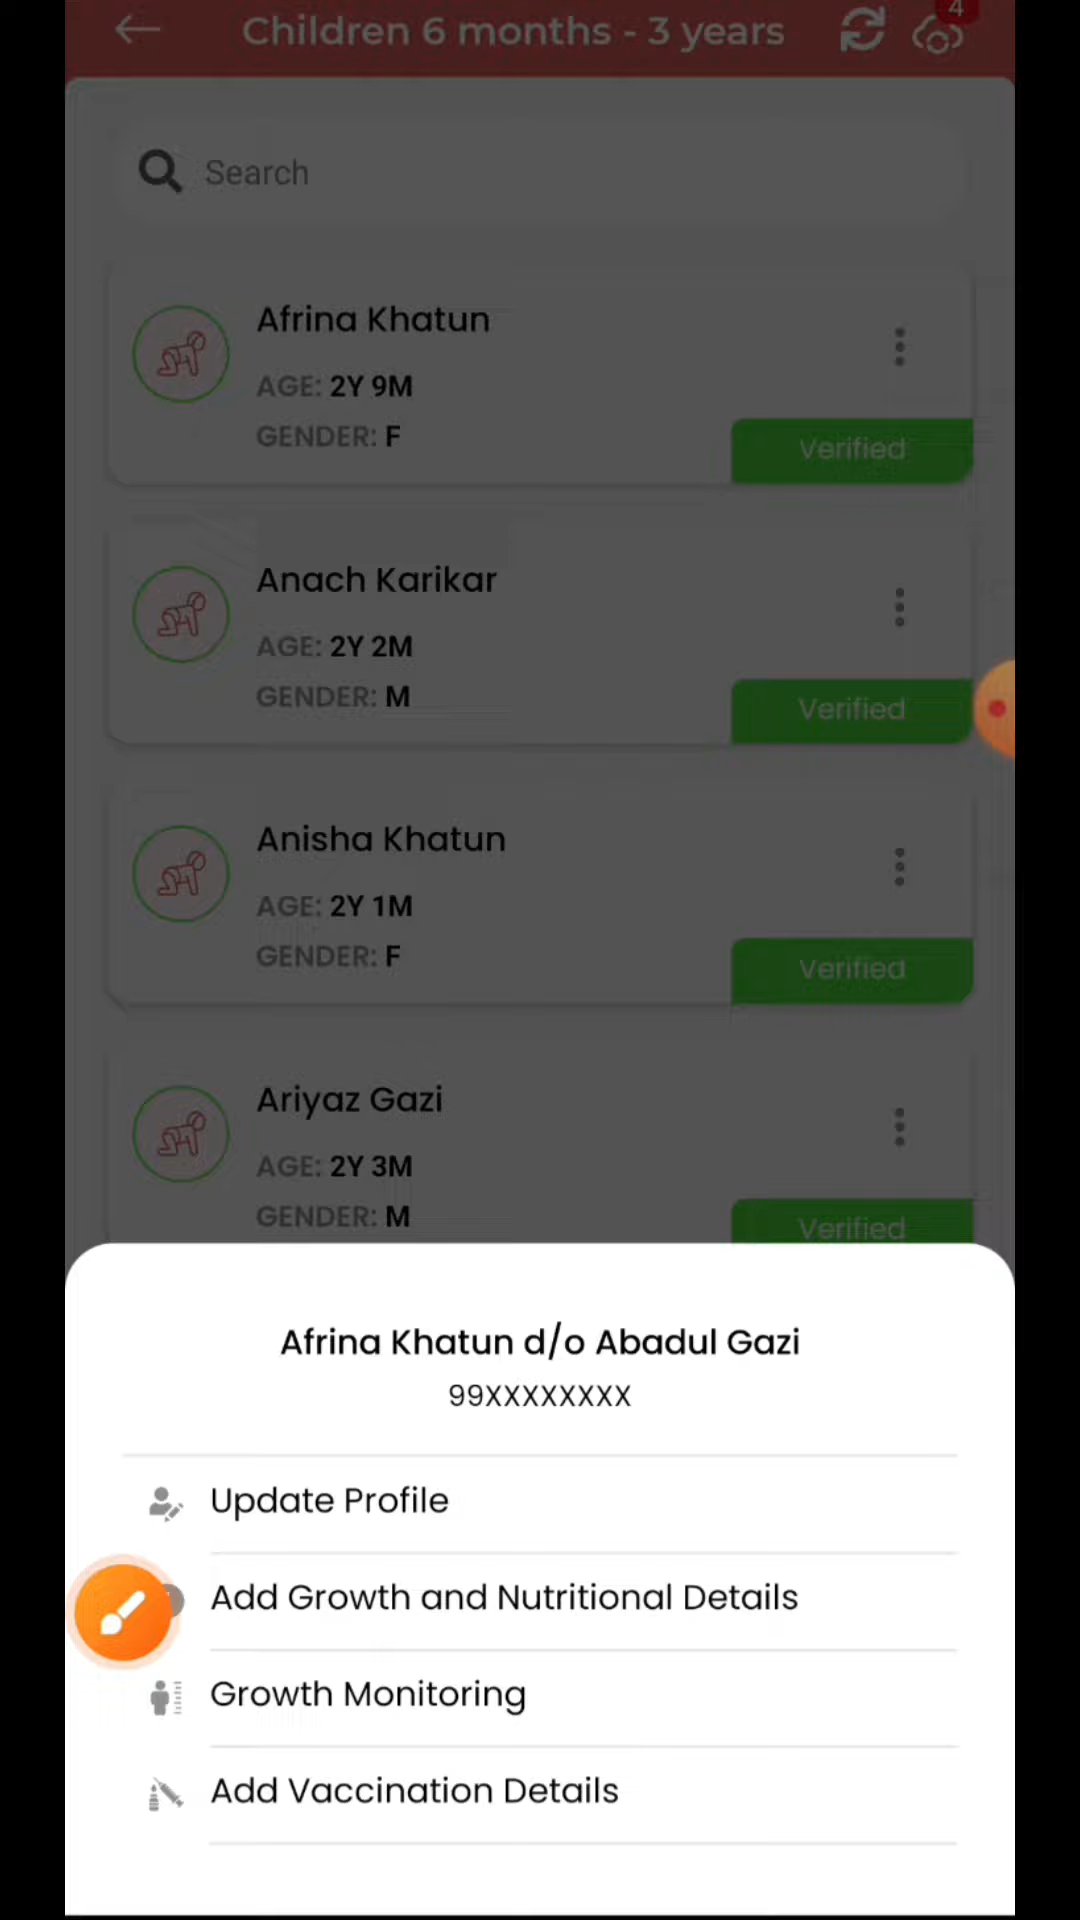 Children 6 months - 3 years
4
Search
Afrina Khatun
AGE: 2Y 9M
GENDER: F
Verified
Anach Karikar
AGE: 2Y 2M
GENDER: M
Verified
Anisha Khatun
AGE: 2Y 1M
GENDER: F
Verified
Ariyaz Gazi
AGE: 2Y 3M
GENDER: M
Verified
Afrina Khatun d/o Abadul Gazi
99XXXXXXXX
Update Profile
Add Growth and Nutritional Details
Growth Monitoring
Add Vaccination Details